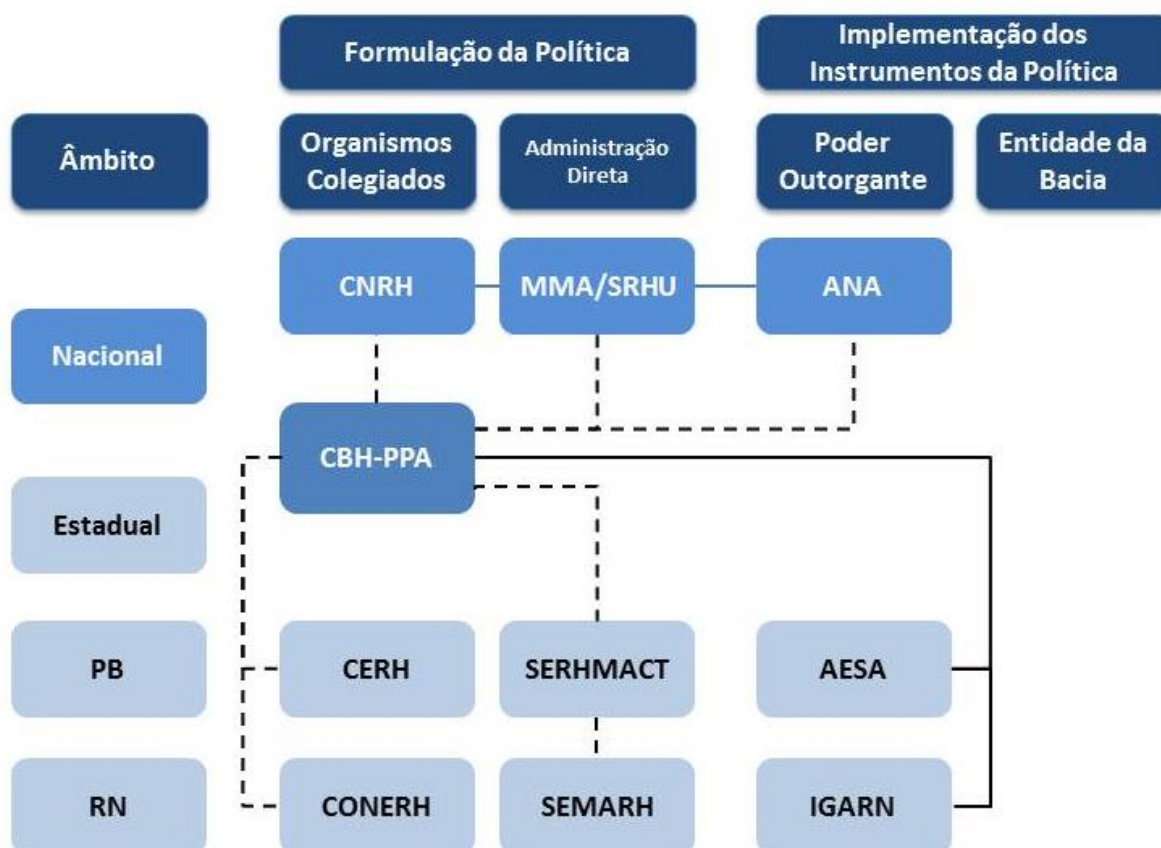 Formulação da Política
Implementação dos
Instrumentos da Política
Âmbito
Organismos
Colegiados
Administração
Direta
Poder
Outorgante
Entidade da
Bacia
CNRH
MMA/SRHU
ANA
Nacional
CBH-PPA
Estadual
PB
CERH
SERHMACT
AESA
RN
CONERH
SEMARH
IGARN